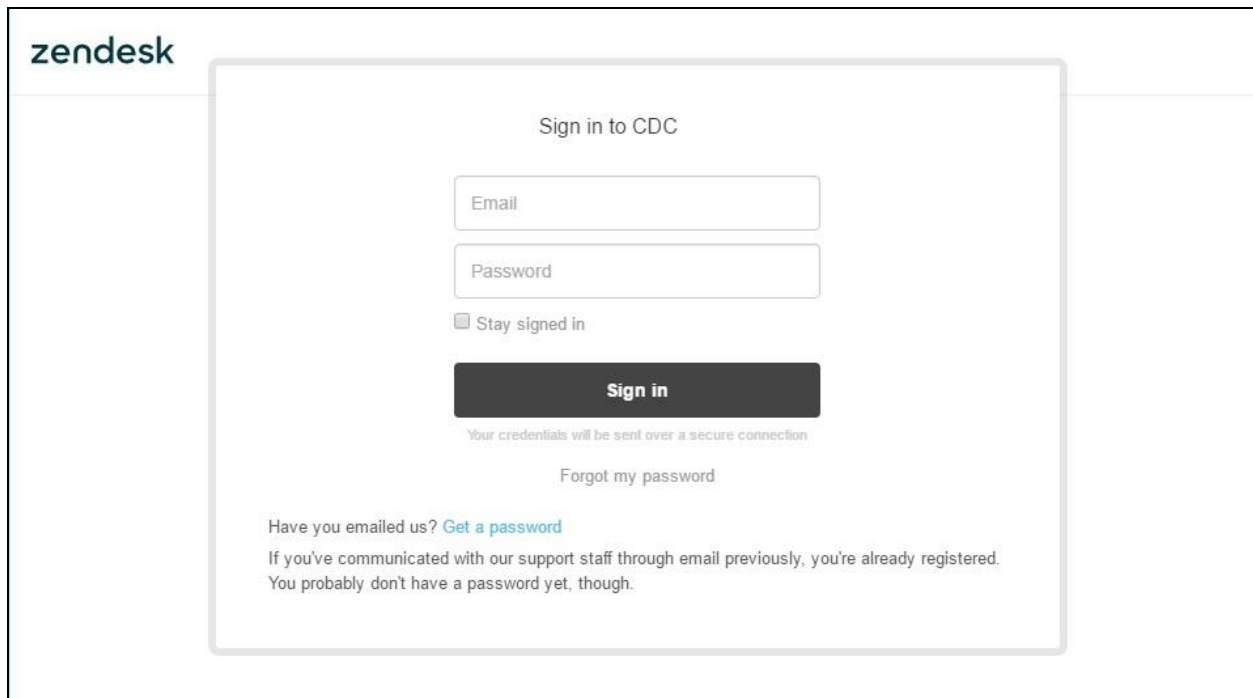 zendesk
Sign in to CDC
Email
Password
Stay signed in
Sign in
Your credentials will be sent over a secure connection
Forgot my password
Have you emailed us? Get a password
If you've communicated with our support staff through email previously, you're already registered.
You probably don't have a password yet, though.